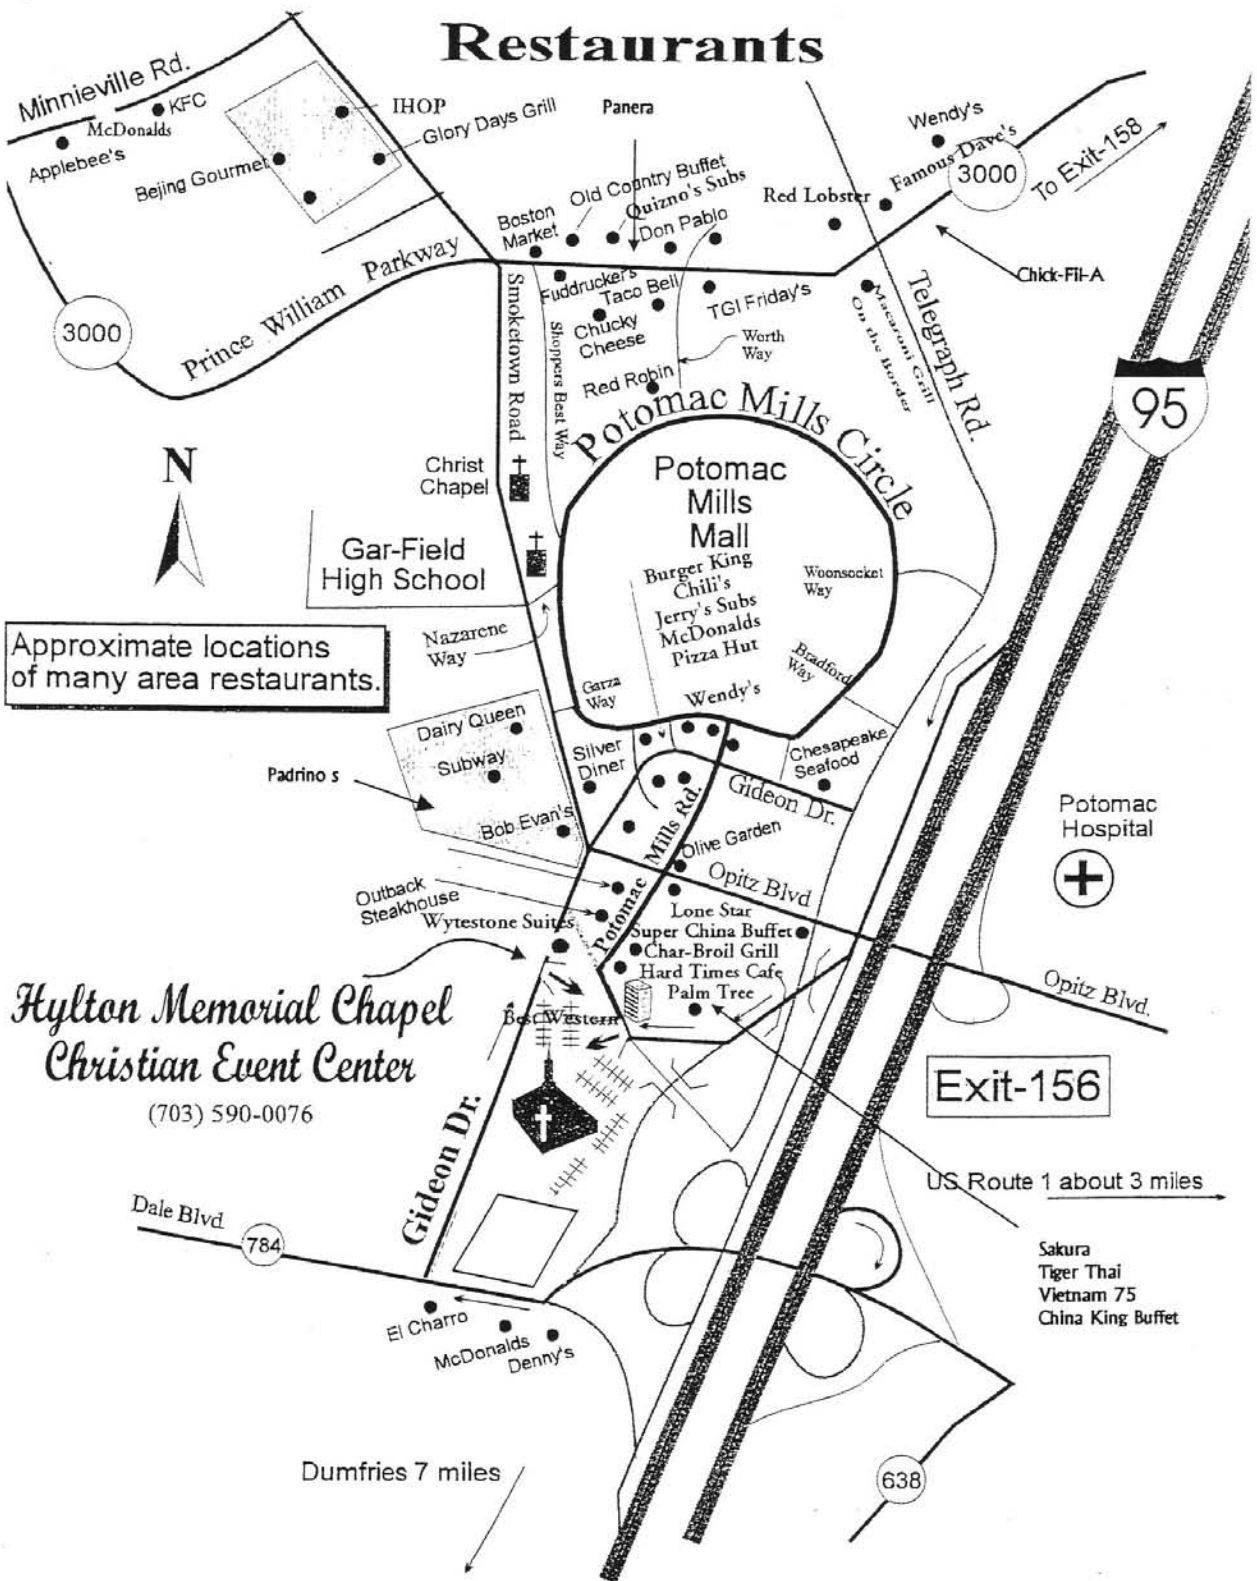 Restaurants
Minnieville Rd.
KFC
McDonalds
Applebee's
IHOP
Glory Days Grill
Bejing Gourmet
Panera
Wendy's
Famous Dave's
3000
To Exit-158
Old Country Buffet
Quizno's Subs
Boston
Market
Don Pablo
Red Lobster
Chick-Fil-A
Prince William Parkway
3000
Fuddrucker's
Taco Bell
TGI Friday's
Chucky
Cheese
Worth
Way
Macaroni Grill
On the Border
Telegraph Rd.
Smoketown Road
Shoppers Best Way
Red Robin
95
Potomac Mills Circle
N
Christ
Chapel
Potomac
Mills
Mall
Burger King
Chili's
Jerry's Subs
McDonalds
Pizza Hut
Wendy's
Gar-Field
High School
Woonsocket
Way
Nazarene
Way
Approximate locations
of many area restaurants.
Garza
Way
Bradford
Way
Dairy Queen
Subway
Padrino s
Bob Evan's
Silver
Diner
Chesapeake
Seafood
Gideon Dr.
Potomac Mills Rd.
Olive Garden
Potomac
Hospital
Opitz Blvd
Outback
Steakhouse
Wytestone Suites
Lone Star
Super China Buffet
Char-Broil Grill
Hard Times Cafe
Palm Tree
Opitz Blvd.
Hylton Memorial Chapel
Christian Event Center
(703) 590-0076
Best Western
Exit-156
Gideon Dr.
US Route 1 about 3 miles
Dale Blvd
784
Sakura
Tiger Thai
Vietnam 75
China King Buffet
El Charro
McDonalds
Denny's
Dumfries 7 miles
638